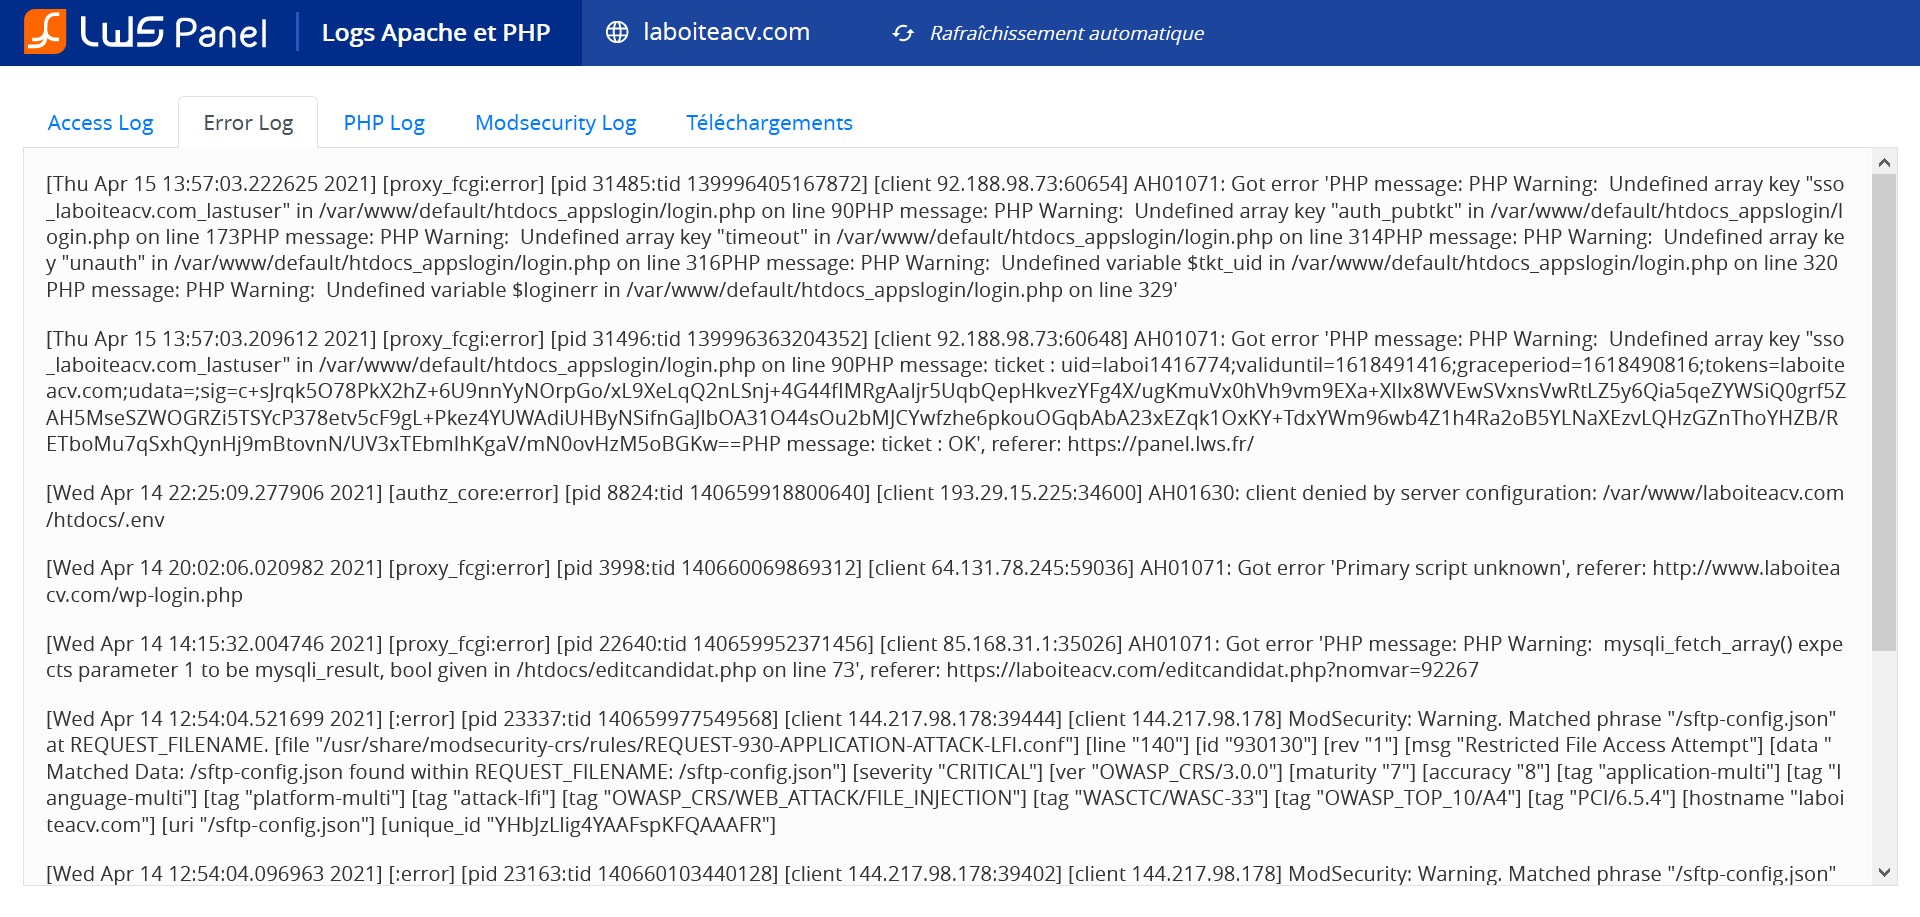 LWS Panel
Logs Apache et PHP
laboiteacv.com
Rafraîchissement automatique
Access Log
Error Log
PHP Log
Modsecurity Log
Téléchargements
[Thu Apr 15 13:57:03.222625 2021] [proxy_fcgi:error] [pid 31485:tid 139996405167872] [client 92.188.98.73:60654] AH01071: Got error 'PHP message: PHP Warning:  Undefined array key "sso
_laboiteacv.com_lastuser" in /var/www/default/htdocs_appslogin/login.php on line 90PHP message: PHP Warning:  Undefined array key "auth_pubtkt" in /var/www/default/htdocs_appslogin/l
ogin.php on line 173PHP message: PHP Warning:  Undefined array key "timeout" in /var/www/default/htdocs_appslogin/login.php on line 314PHP message: PHP Warning:  Undefined array ke
y "unauth" in /var/www/default/htdocs_appslogin/login.php on line 316PHP message: PHP Warning:  Undefined variable $tkt_uid in /var/www/default/htdocs_appslogin/login.php on line 320
PHP message: PHP Warning:  Undefined variable $loginerr in /var/www/default/htdocs_appslogin/login.php on line 329'
[Thu Apr 15 13:57:03.209612 2021] [proxy_fcgi:error] [pid 31496:tid 139996363204352] [client 92.188.98.73:60648] AH01071: Got error 'PHP message: PHP Warning:  Undefined array key "sso
_laboiteacv.com_lastuser" in /var/www/default/htdocs_appslogin/login.php on line 90PHP message: ticket : uid=laboi1416774;validuntil=1618491416;graceperiod=1618490816;tokens=laboite
acv.com;udata=;sig=c+sJrqk5O78PkX2hZ+6U9nnYyNOrpGo/xL9XeLqQ2nLSnj+4G44fIMRgAaljr5UqbQepHkvezYFg4X/ugKmuVx0hVh9vm9EXa+XIlx8WVEwSVxnsVwRtLZ5y6Qia5qeZYWSiQ0grf5Z
AH5MseSZWOGRZi5TSYcP378etv5cF9gL+Pkez4YUWAdiUHByNSifnGaJlbOA31O44sOu2bMJCYwfzhe6pkouOGqbAbA23xEZqk1OxKY+TdxYWm96wb4Z1h4Ra2oB5YLNaXEzvLQHzGZnThoYHZB/R
ETboMu7qSxhQynHj9mBtovnN/UV3xTEbmIhKgaV/mN0ovHzM5oBGKw==PHP message: ticket : OK', referer: https://panel.lws.fr/
[Wed Apr 14 22:25:09.277906 2021] [authz_core:error] [pid 8824:tid 140659918800640] [client 193.29.15.225:34600] AH01630: client denied by server configuration: /var/www/laboiteacv.com
/htdocs/.env
[Wed Apr 14 20:02:06.020982 2021] [proxy_fcgi:error] [pid 3998:tid 140660069869312] [client 64.131.78.245:59036] AH01071: Got error 'Primary script unknown', referer: http://www.laboitea
cv.com/wp-login.php
[Wed Apr 14 14:15:32.004746 2021] [proxy_fcgi:error] [pid 22640:tid 140659952371456] [client 85.168.31.1:35026] AH01071: Got error 'PHP message: PHP Warning:  mysqli_fetch_array() expe
cts parameter 1 to be mysqli_result, bool given in /htdocs/editcandidat.php on line 73', referer: https://laboiteacv.com/editcandidat.php?nomvar=92267
[Wed Apr 14 12:54:04.521699 2021] [:error] [pid 23337:tid 140659977549568] [client 144.217.98.178:39444] [client 144.217.98.178] ModSecurity: Warning. Matched phrase "/sftp-config.json"
at REQUEST_FILENAME. [file "/usr/share/modsecurity-crs/rules/REQUEST-930-APPLICATION-ATTACK-LFI.conf"] [line "140"] [id "930130"] [rev "1"] [msg "Restricted File Access Attempt"] [data "
Matched Data: /sftp-config.json found within REQUEST_FILENAME: /sftp-config.json"] [severity "CRITICAL"] [ver "OWASP_CRS/3.0.0"] [maturity "7"] [accuracy "8"] [tag "application-multi"] [tag "l
anguage-multi"] [tag "platform-multi"] [tag "attack-lfi"] [tag "OWASP_CRS/WEB_ATTACK/FILE_INJECTION"] [tag "WASCTC/WASC-33"] [tag "OWASP_TOP_10/A4"] [tag "PCI/6.5.4"] [hostname "laboi
teacv.com"] [uri "/sftp-config.json"] [unique_id "YHbJzLlig4YAAFspKFQAAAFR"]
[Wed Apr 14 12:54:04.096963 2021] [:error] [pid 23163:tid 140660103440128] [client 144.217.98.178:39402] [client 144.217.98.178] ModSecurity: Warning. Matched phrase "/sftp-config.json"